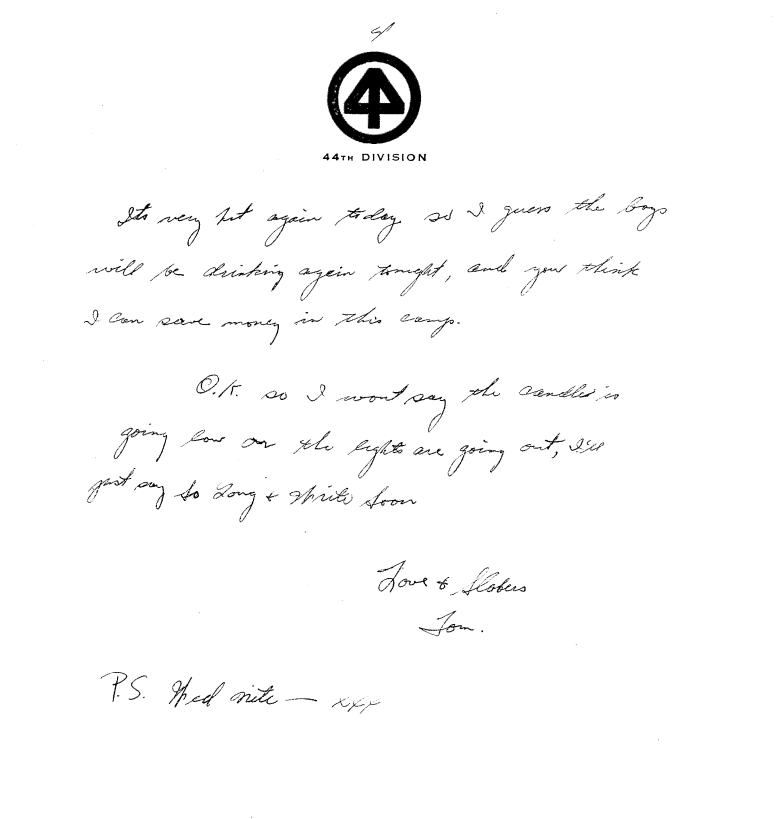 4/
44TH DIVISION
Its very hot again today so I guess the boys
will be drinking again tonight, and you think
I can save money in this camp.
O.K. so I wont say the candle is
going low or the lights are going out, I'll
just say So Long & Write Soon
Love & Slobers
Tom.
P.S. Wed nite — xxx